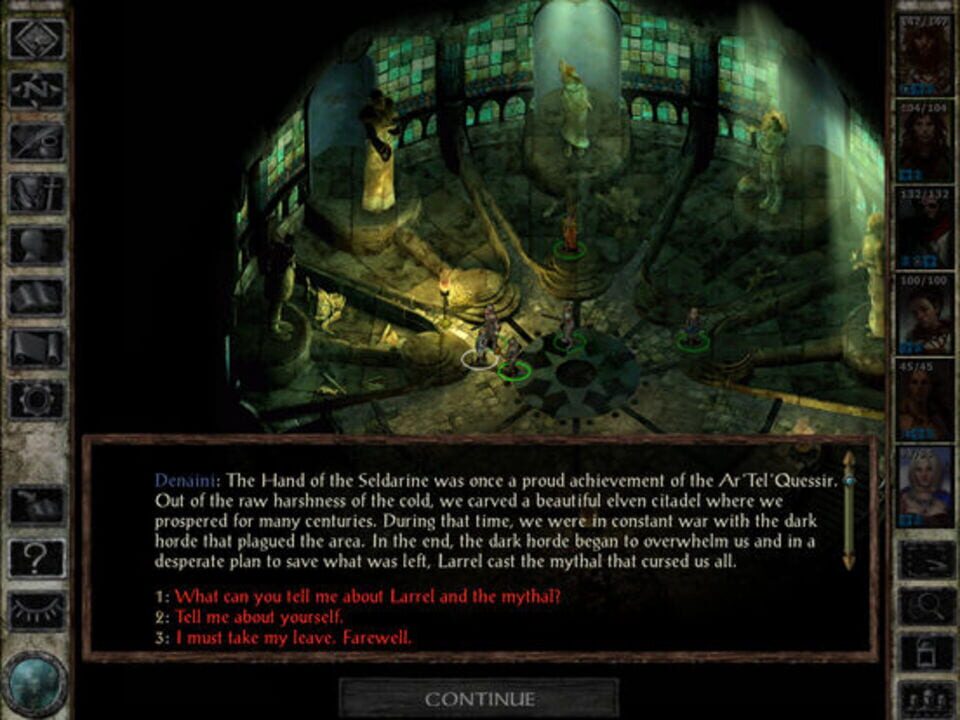 147/147
104/104
132/132
100/100
45/45
Denaini: The Hand of the Seldarine was once a proud achievement of the Ar'Tel'Quessir.
Out of the raw harshness of the cold, we carved a beautiful elven citadel where we
prospered for many centuries. During that time, we were in constant war with the dark
horde that plagued the area. In the end, the dark horde began to overwhelm us and in a
desperate plan to save what was left, Larrel cast the mythal that cursed us all.
1: What can you tell me about Larrel and the mythal?
2: Tell me about yourself.
3: I must take my leave. Farewell.
CONTINUE